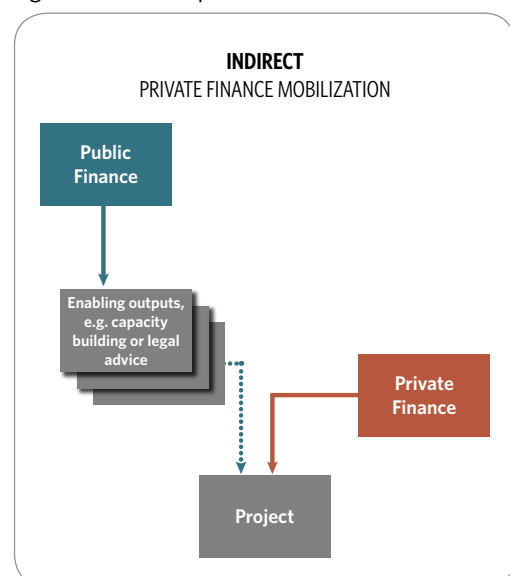 INDIRECT
PRIVATE FINANCE MOBILIZATION
Public
Finance
Enabling outputs,
e.g. capacity
building or legal
advice
Private
Finance
Project